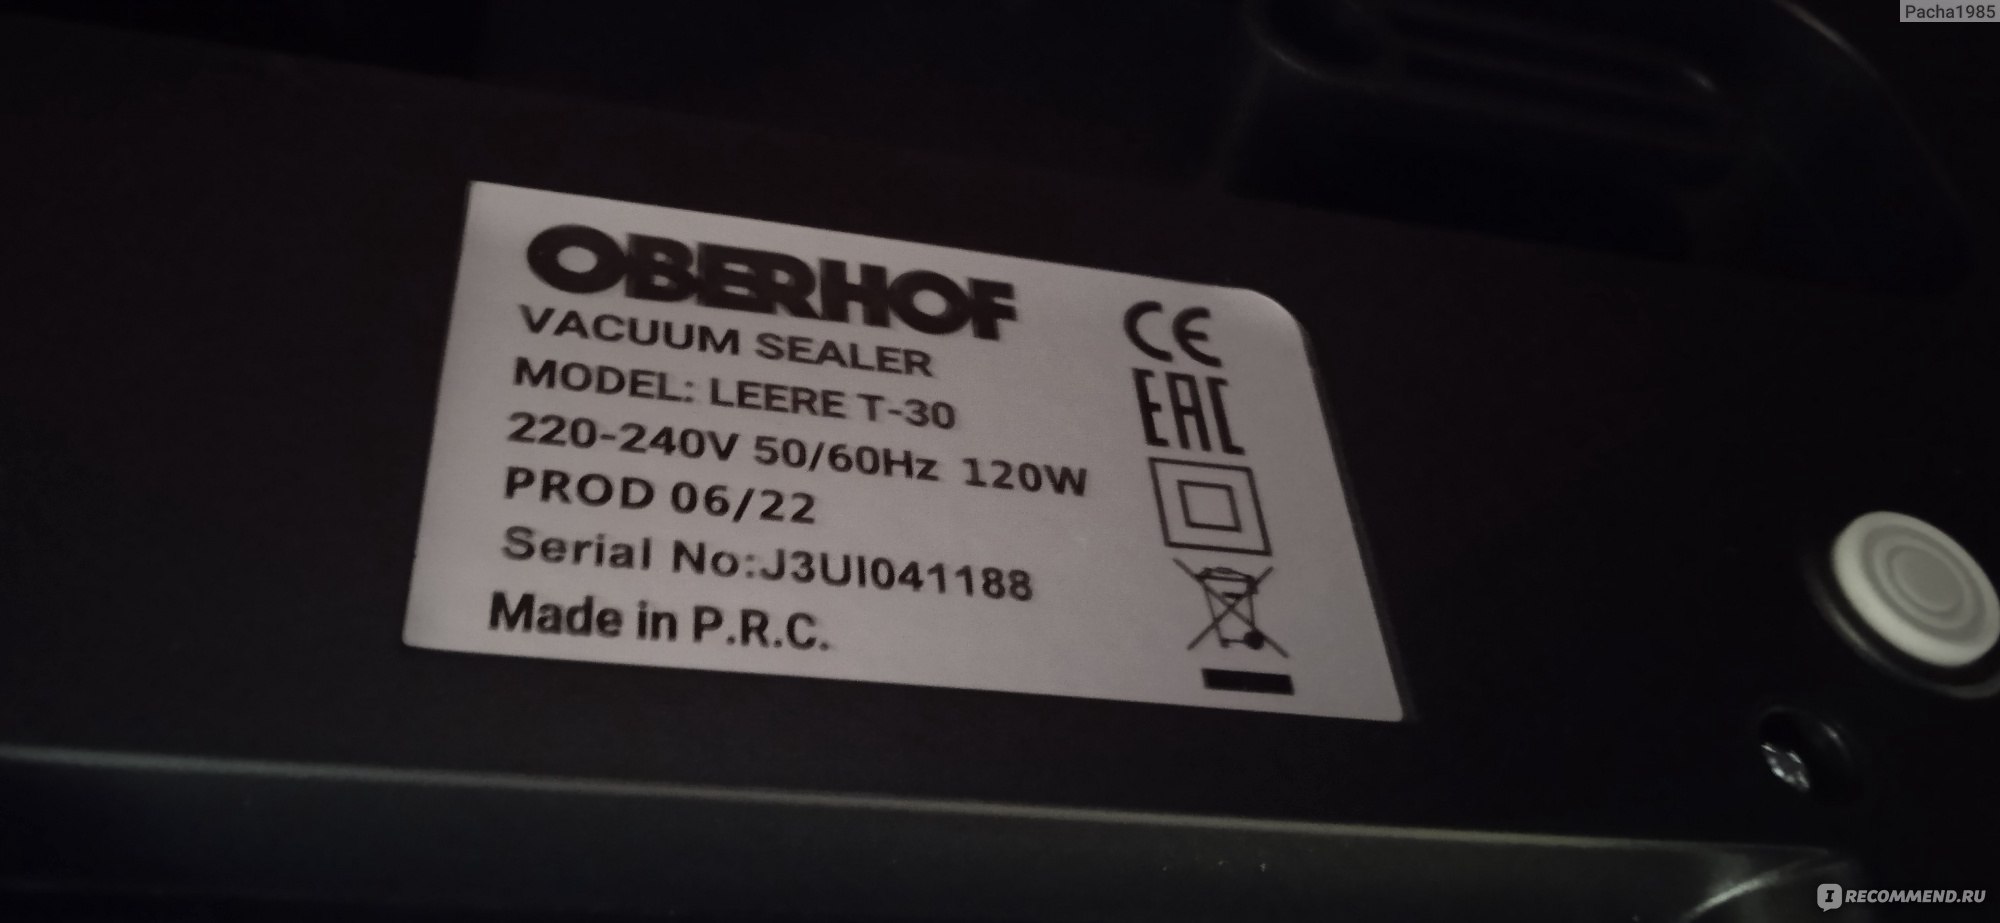 Pacha1985
OBERHOF
VACUUM SEALER
MODEL: LEERE T-30
220-240V 50/60Hz 120W
PROD 06/22
Serial No:J3UI041188
Made in P.R.C.
CE
EAC
IRECOMMEND.RU